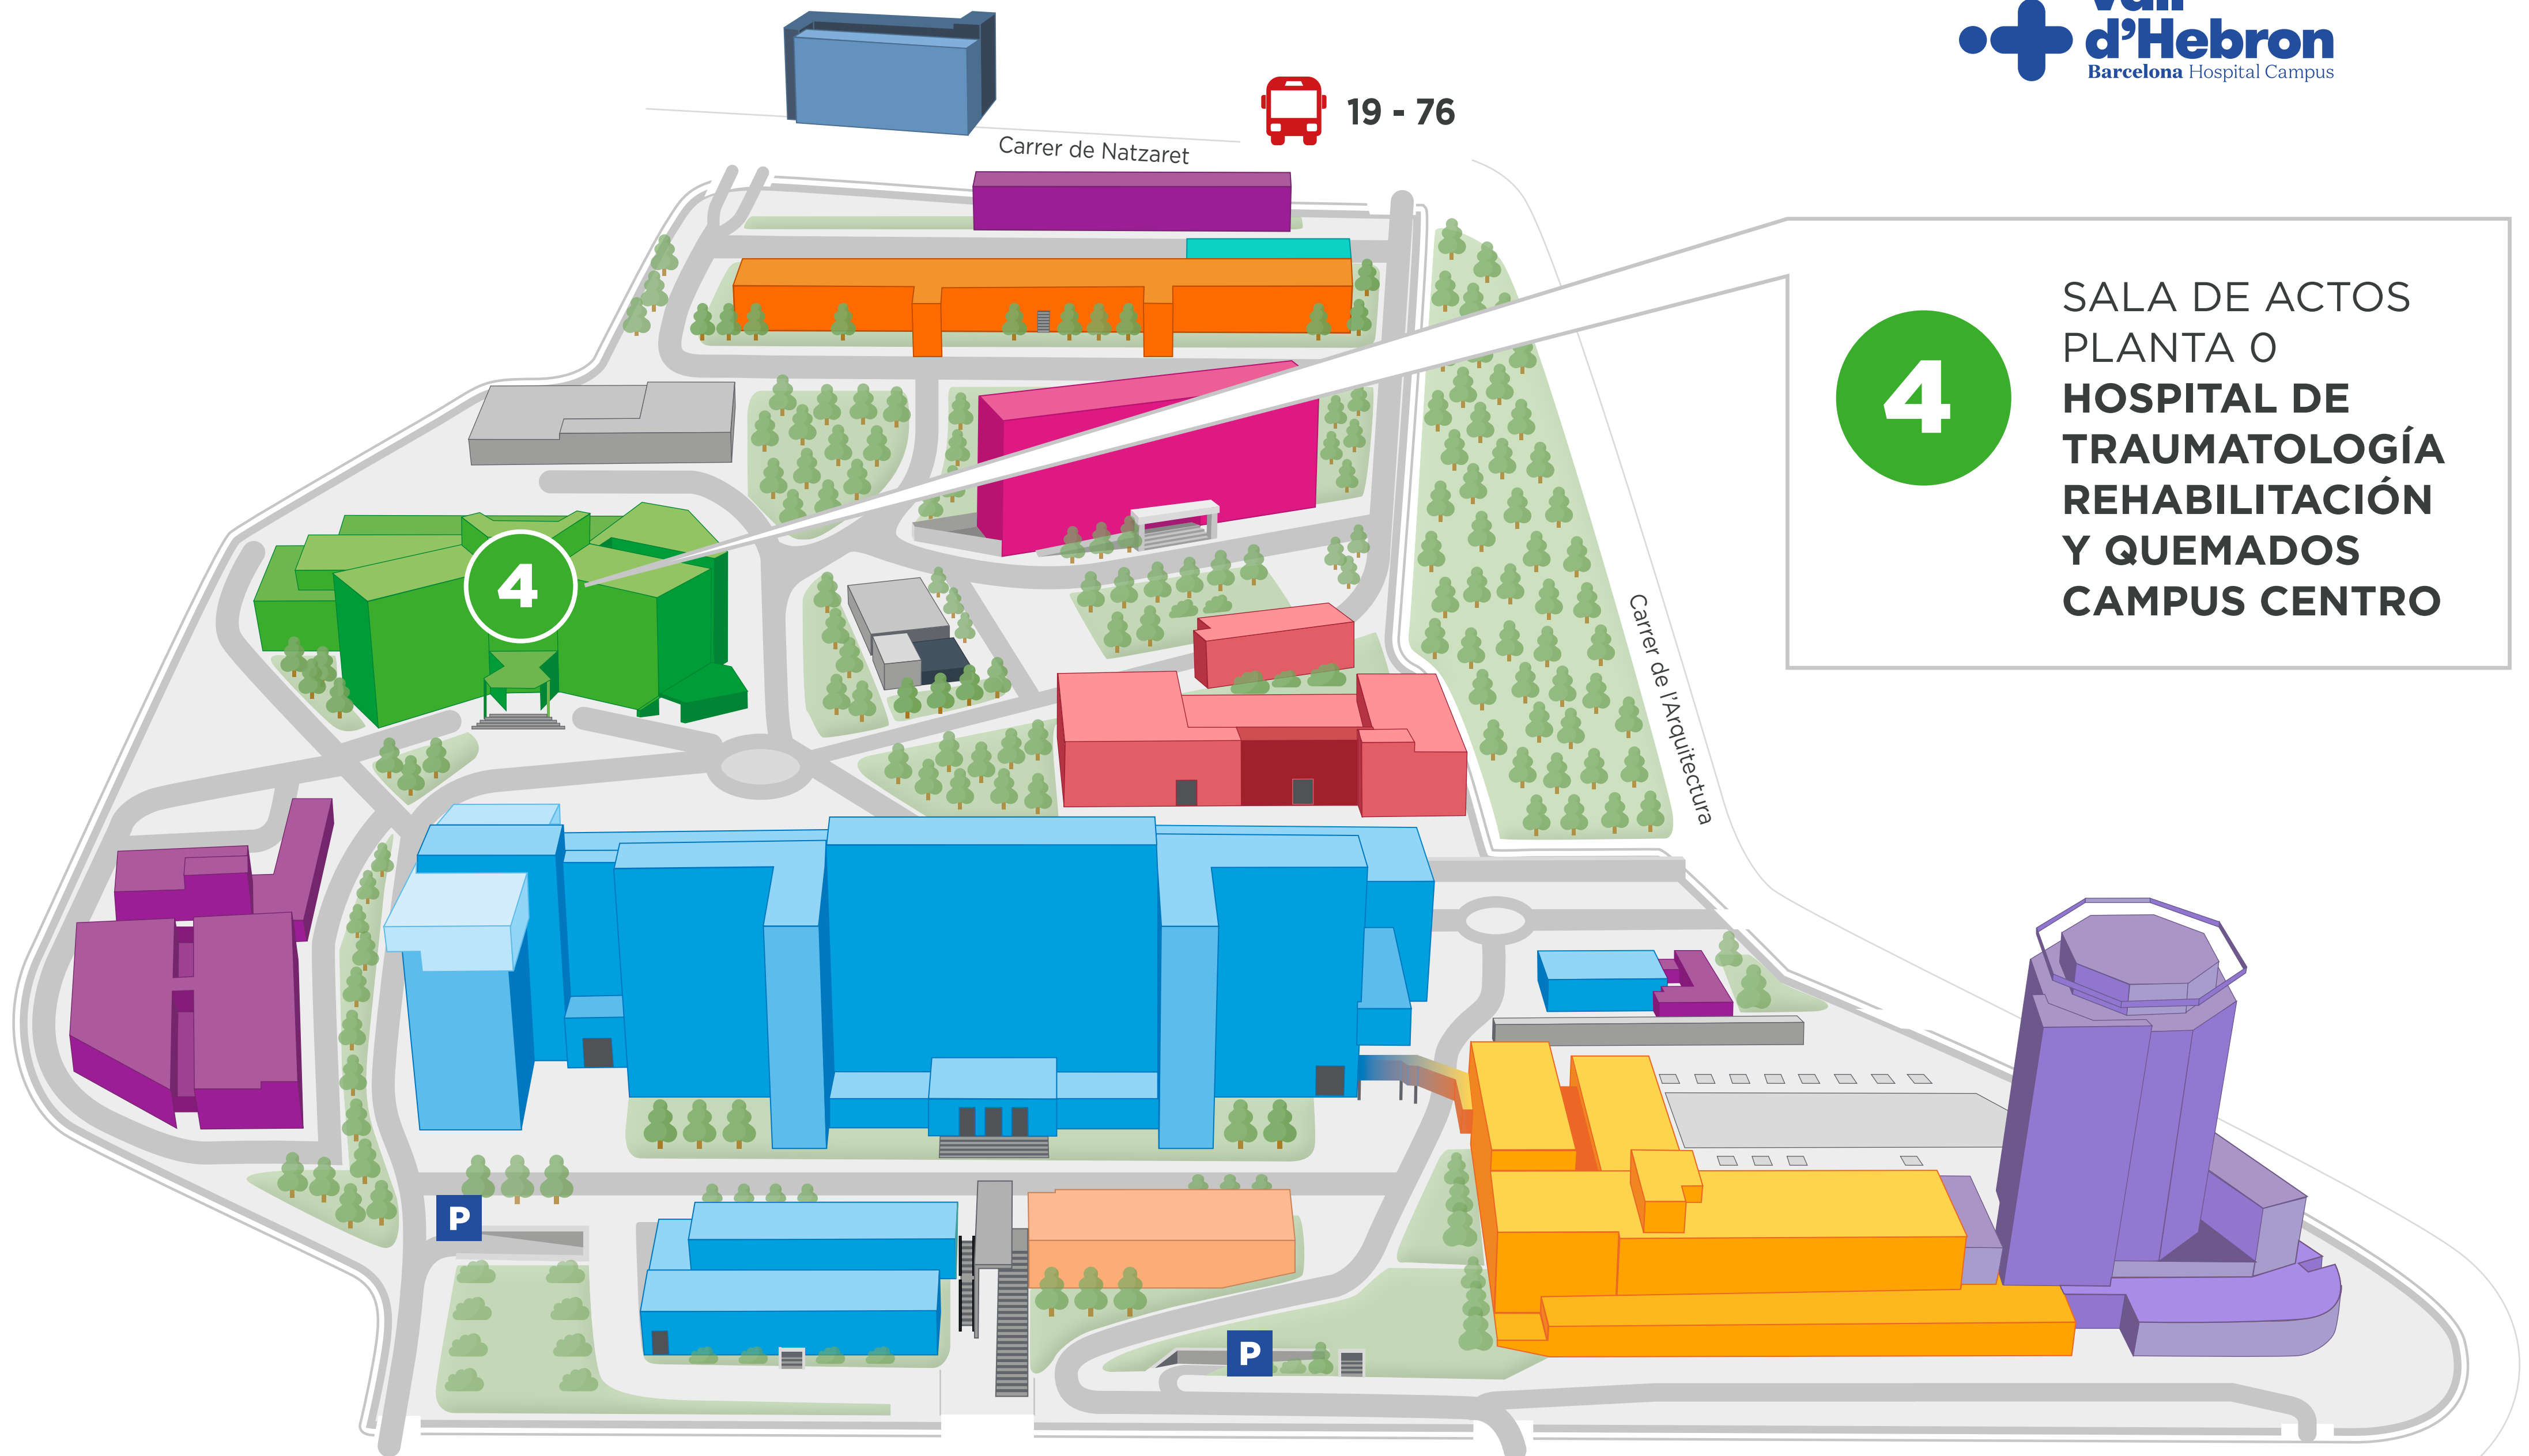 Vall
d'Hebron
Barcelona Hospital Campus
19 - 76
Carrer de Natzaret
4
SALA DE ACTOS
PLANTA 0
HOSPITAL DE
TRAUMATOLOGÍA
REHABILITACIÓN
Y QUEMADOS
CAMPUS CENTRO
4
Carrer de l'Arquitectura
P
P